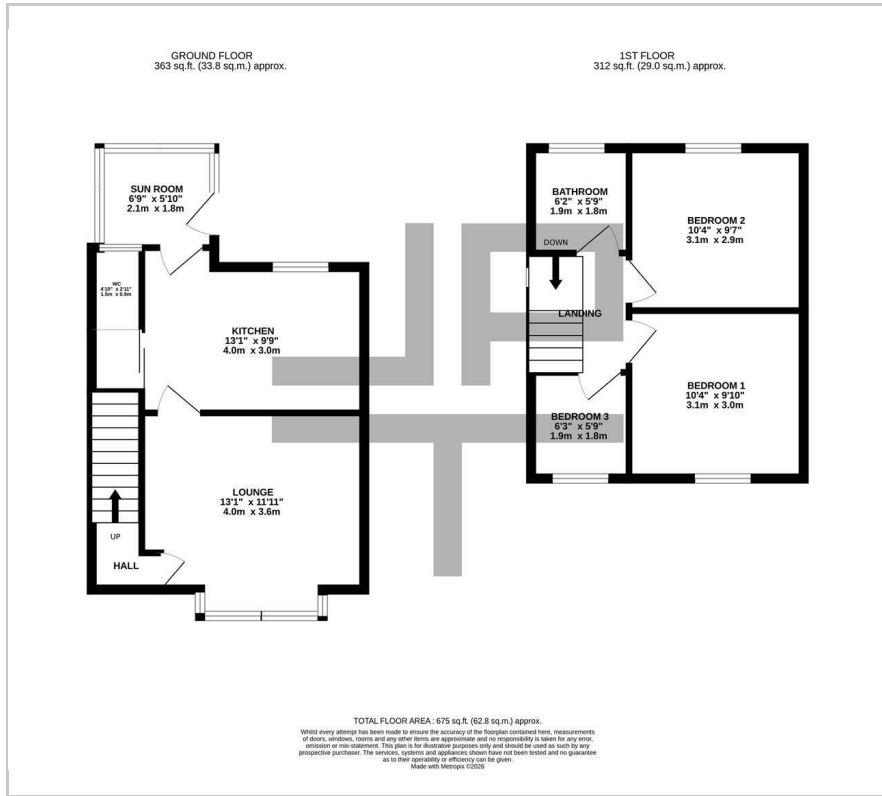 GROUND FLOOR
363 sq.ft. (33.8 sq.m.) approx.
1ST FLOOR
312 sq.ft. (29.0 sq.m.) approx.
SUN ROOM
6'9" x 5'10"
2.1m x 1.8m
WC
4'10" x 2'11"
1.5m x 0.9m
KITCHEN
13'1" x 9'9"
4.0m x 3.0m
LOUNGE
13'1" x 11'11"
4.0m x 3.6m
UP
HALL
BATHROOM
6'2" x 5'9"
1.9m x 1.8m
DOWN
BEDROOM 2
10'4" x 9'7"
3.1m x 2.9m
LANDING
BEDROOM 1
10'4" x 9'10"
3.1m x 3.0m
BEDROOM 3
6'3" x 5'9"
1.9m x 1.8m
TOTAL FLOOR AREA : 675 sq.ft. (62.8 sq.m.) approx.
Whilst every attempt has been made to ensure the accuracy of the floorplan contained here, measurements
of doors, windows, rooms and any other items are approximate and no responsibility is taken for any error,
omission or mis-statement. This plan is for illustrative purposes only and should be used as such by any
prospective purchaser. The services, systems and appliances shown have not been tested and no guarantee
as to their operability or efficiency can be given.
Made with Metropix ©2026